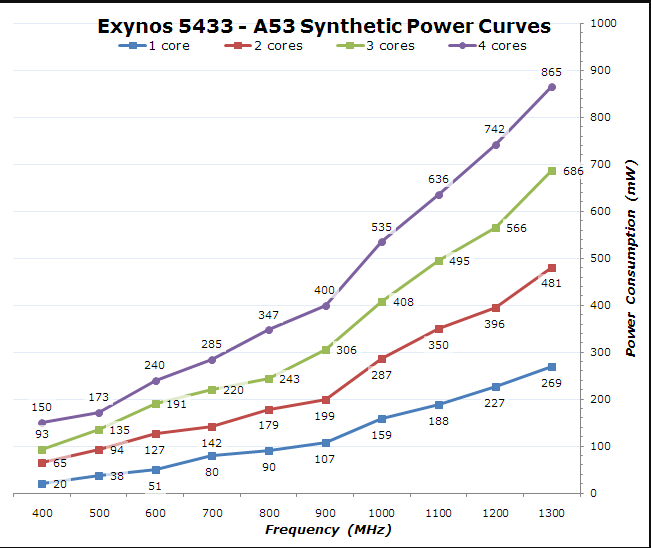 Exynos 5433 - A53 Synthetic Power Curves
1 core 2 cores 3 cores 4 cores
1000
900
800
700
600
500
400
300
200
100
0
Power Consumption (mW)
150 173 240 285 347 400 535 636 742 865
93 135 191 220 243 306 408 495 566 686
65 94 127 142 179 199 287 350 396 481
20 38 51 80 90 107 159 188 227 269
400 500 600 700 800 900 1000 1100 1200 1300
Frequency (MHz)